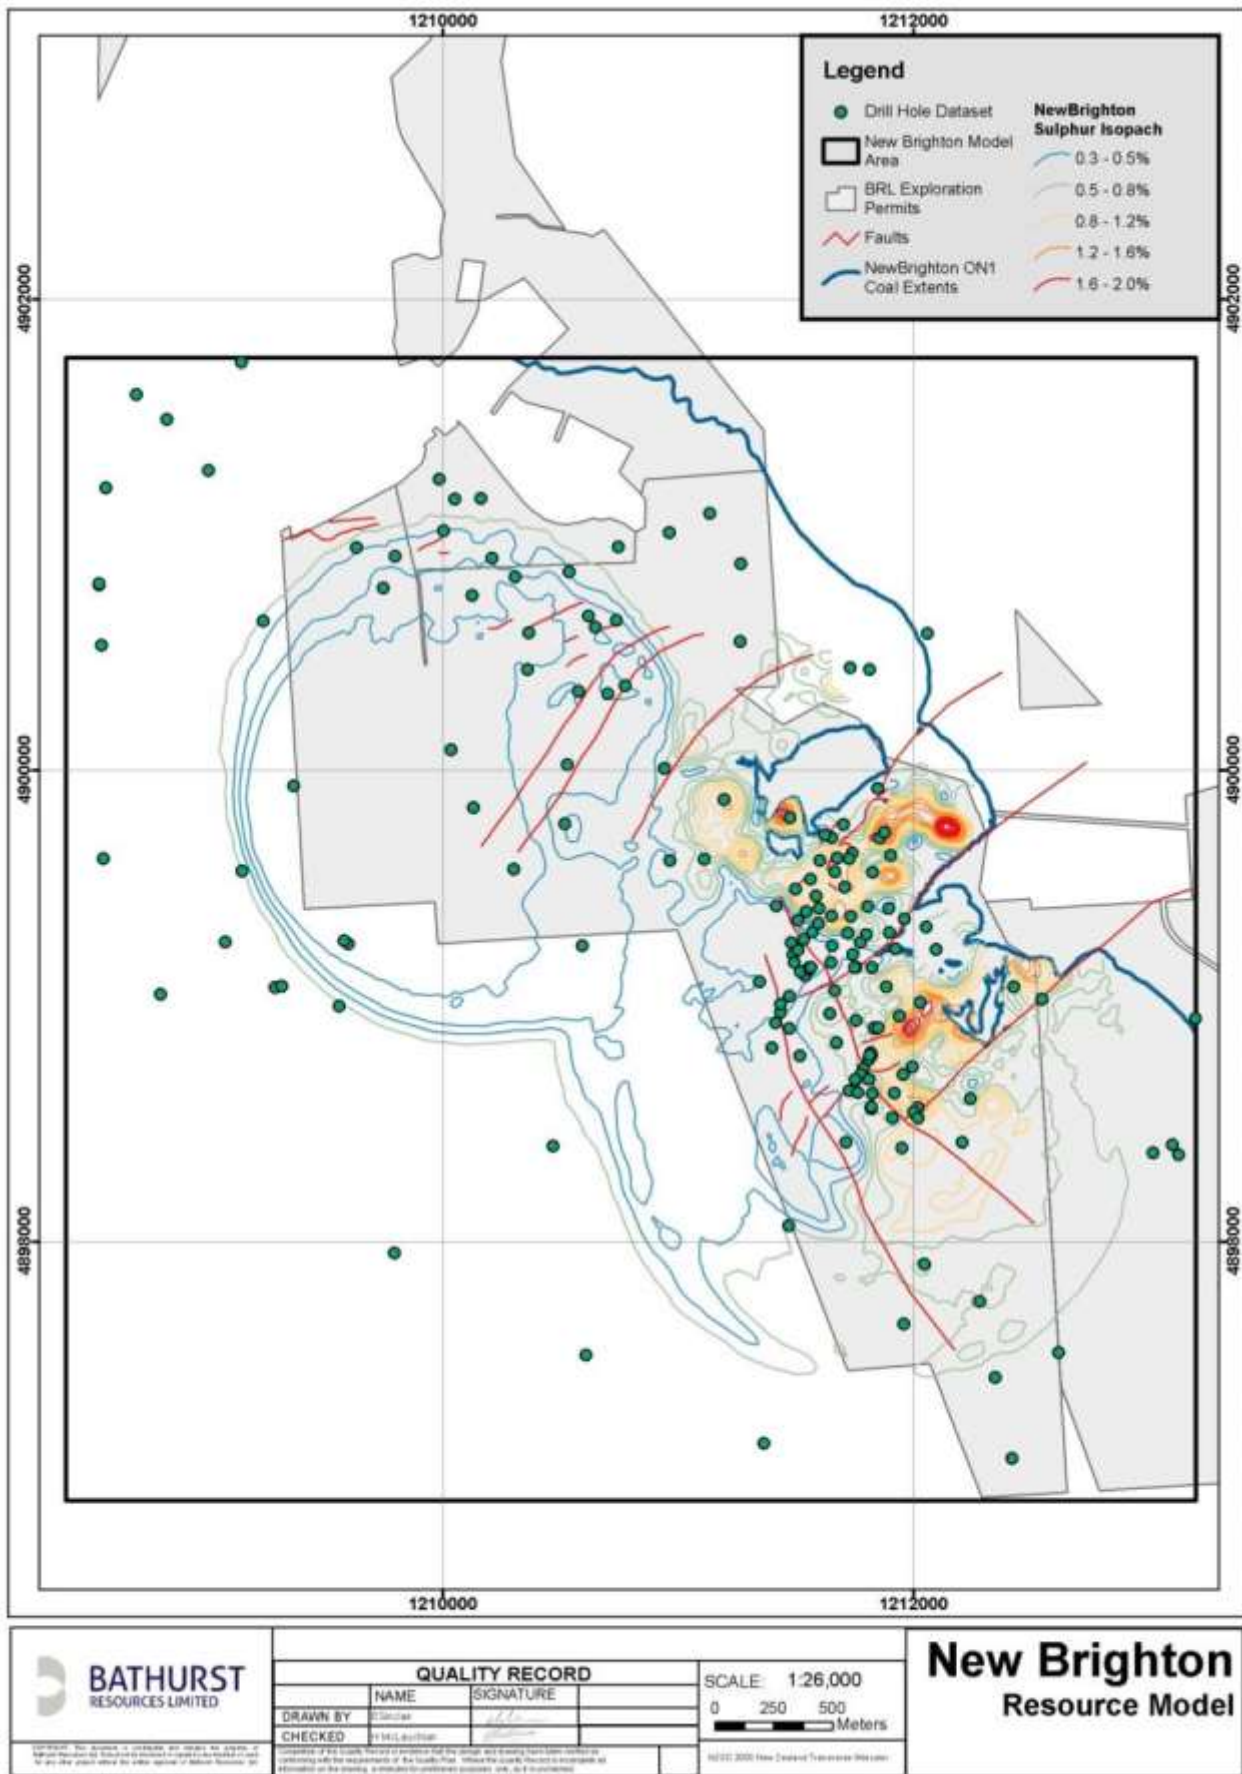 1210000
1212000
Legend
Drill Hole Dataset
New Brighton Model
Area
BRL Exploration
Permits
Faults
NewBrighton ON1
Coal Extents
NewBrighton
Sulphur Isopach
0.3 - 0.5%
0.5 - 0.8%
0.8 - 1.2%
1.2 - 1.6%
1.6 - 2.0%
4902000
4902000
4900000
4900000
4898000
4898000
1210000
1212000
BATHURST
RESOURCES LIMITED
QUALITY RECORD
NAME
SIGNATURE
DRAWN BY
CHECKED
SCALE: 1:26,000
0 250 500
Meters
New Brighton
Resource Model